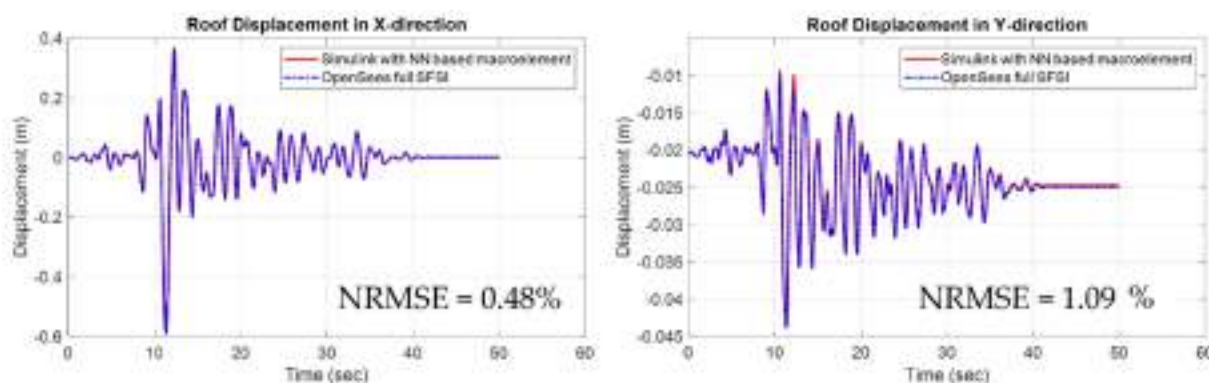 Roof Displacement in X-direction
Simulink with NN based macroelement
OpenSees full SFSI
Displacement (m)
0.4
0.2
0
-0.2
-0.4
-0.6
NRMSE = 0.48%
0 10 20 30 40 50 60
Time (sec)
Roof Displacement in Y-direction
Simulink with NN based macroelement
OpenSees full SFSI
Displacement (m)
-0.01
-0.015
-0.02
-0.025
-0.03
-0.035
-0.04
-0.045
NRMSE = 1.09 %
0 10 20 30 40 50 60
Time (sec)